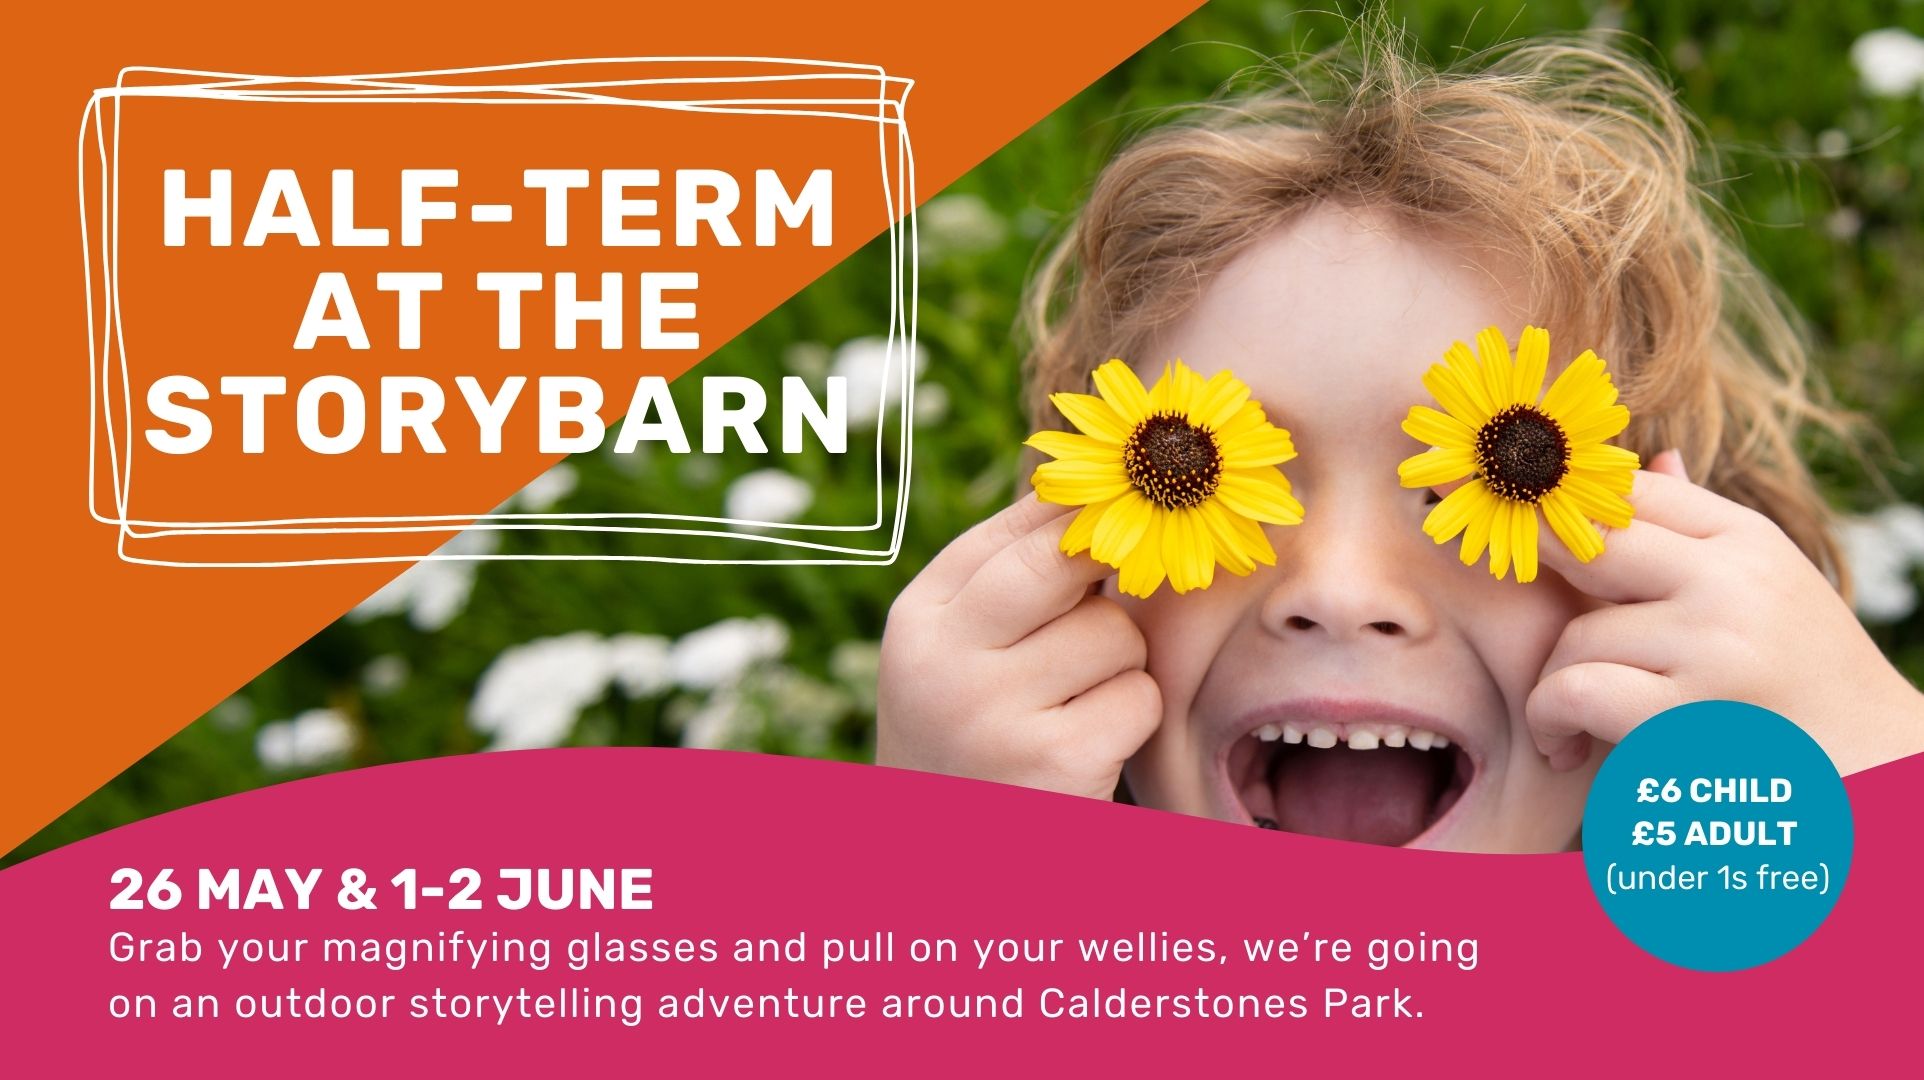 HALF-TERM
AT THE
STORYBARN
26 MAY & 1-2 JUNE
Grab your magnifying glasses and pull on your wellies, we’re going
on an outdoor storytelling adventure around Calderstones Park.
£6 CHILD
£5 ADULT
(under 1s free)